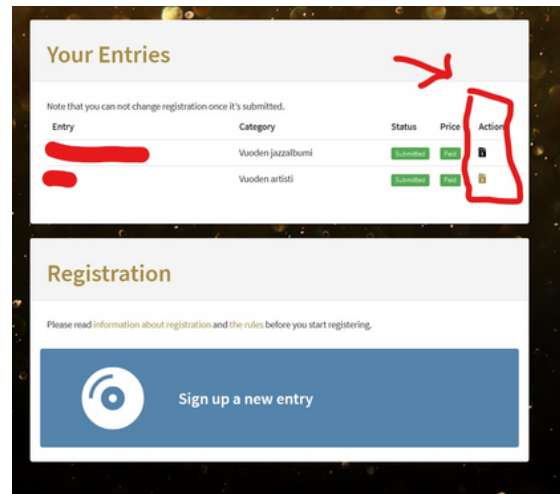 Your Entries
Note that you can not change registration once it's submitted.
Entry Category Status Price Action
Vuoden jazzalbumi Submitted Paid
Vuoden artisti Submitted Paid
Registration
Please read information about registration and the rules before you start registering.
Sign up a new entry